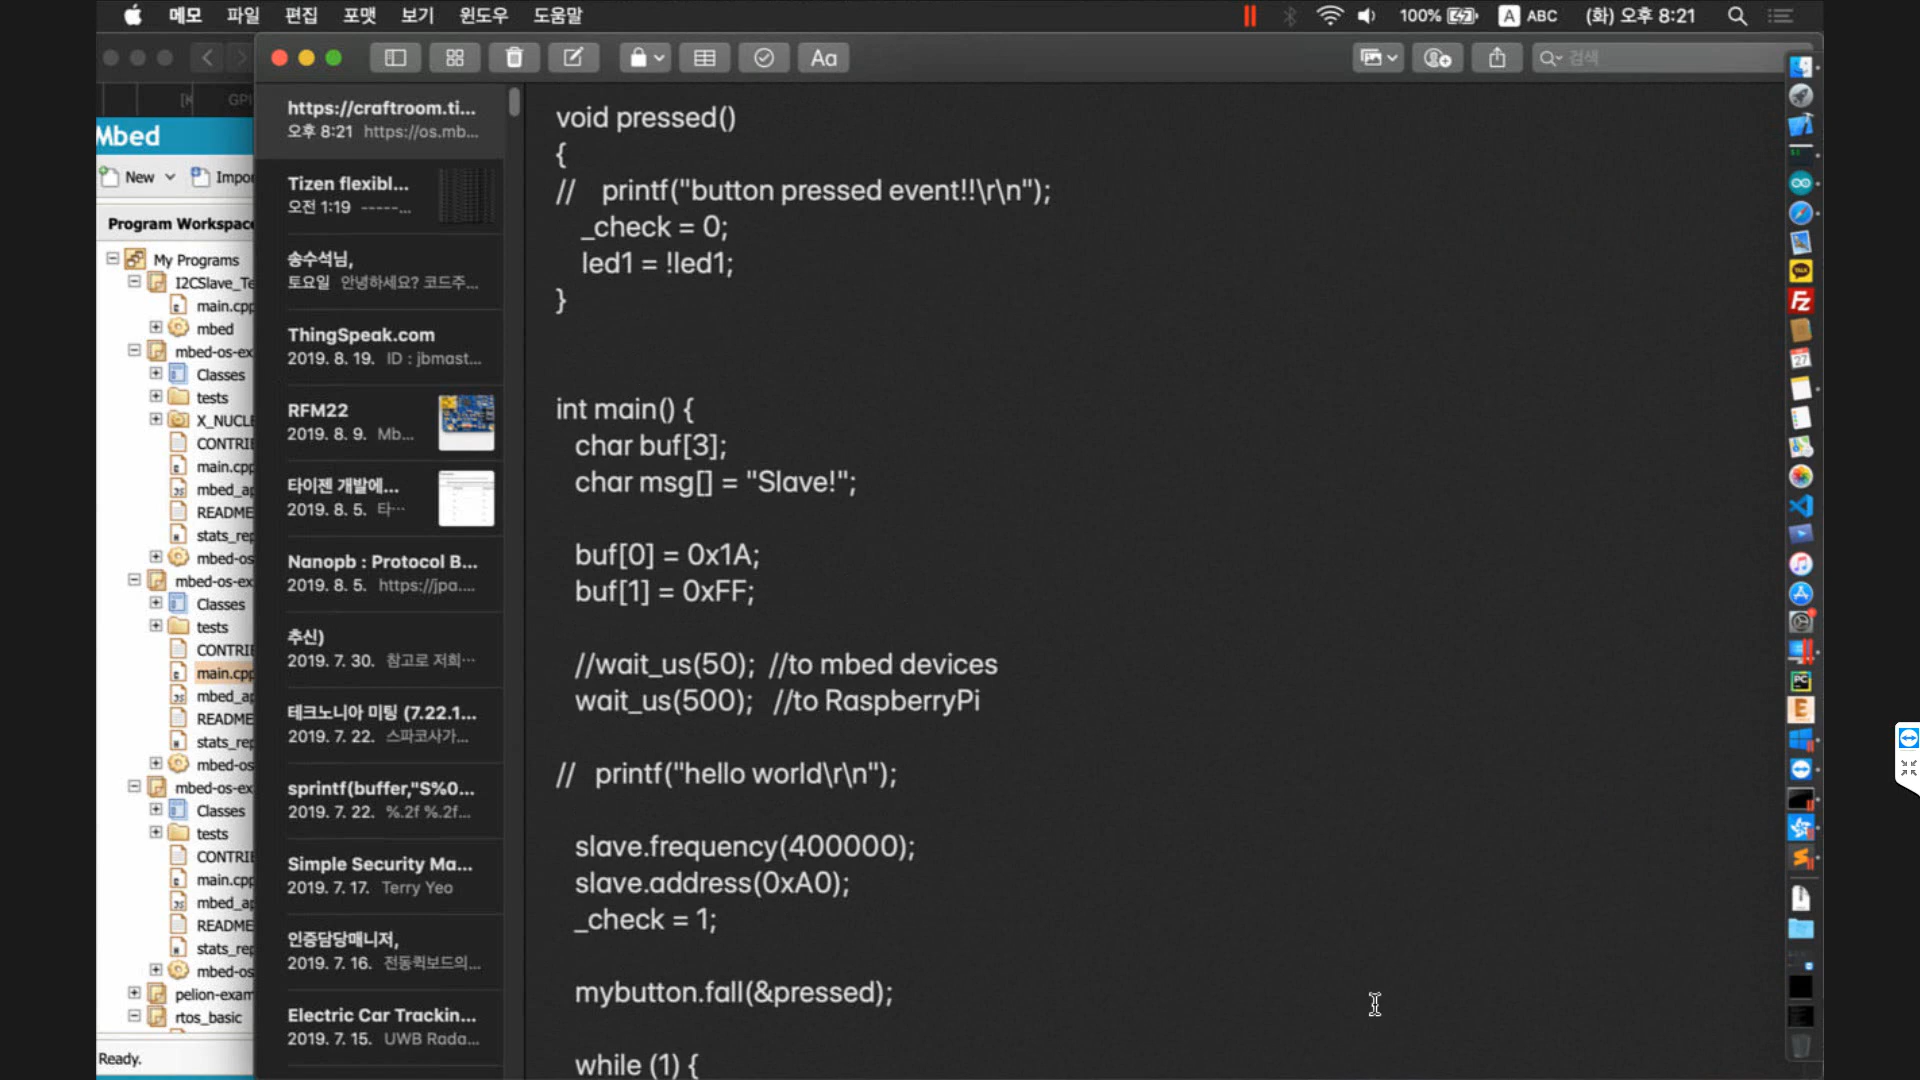 메모 파일 편집 포맷 보기 윈도우 도움말
100% A ABC (화) 오후 8:21
Aa
검색
GPI
Mbed
New
Impo
Program Workspace
My Programs
I2CSlave_Te
main.cpp
mbed
mbed-os-ex
Classes
tests
X_NUCL
CONTRI
main.cpp
mbed_ap
README
stats_rep
mbed-os
mbed-os-ex
Classes
tests
CONTRI
main.cpp
mbed_ap
README
stats_rep
mbed-os
mbed-os-ex
Classes
tests
CONTRI
main.cpp
mbed_ap
README
stats_rep
mbed-os
pelion-exam
rtos_basic
Ready.
https://craftroom.ti...
오후 8:21 https://os.mb...
Tizen flexibl...
오전 1:19 -----...
송수석님,
토요일 안녕하세요? 코드주...
ThingSpeak.com
2019. 8. 19. ID : jbmast...
RFM22
2019. 8. 9. Mb...
타이젠 개발에...
2019. 8. 5. 타...
Nanopb : Protocol B...
2019. 8. 5. https://jpa....
추신)
2019. 7. 30. 참고로 저희...
테크노니아 미팅 (7.22.1...
2019. 7. 22. 스파코사가...
sprintf(buffer,"S%0...
2019. 7. 22. %.2f %.2f...
Simple Security Ma...
2019. 7. 17. Terry Yeo
인증담당매니저,
2019. 7. 16. 전동퀵보드의...
Electric Car Trackin...
2019. 7. 15. UWB Rada...
void pressed()
{
// printf("button pressed event!!\r\n");
_check = 0;
led1 = !led1;
}
int main() {
char buf[3];
char msg[] = "Slave!";
buf[0] = 0x1A;
buf[1] = 0xFF;
//wait_us(50); //to mbed devices
wait_us(500); //to RaspberryPi
// printf("hello world\r\n");
slave.frequency(400000);
slave.address(0xA0);
_check = 1;
mybutton.fall(&pressed);
while (1) {